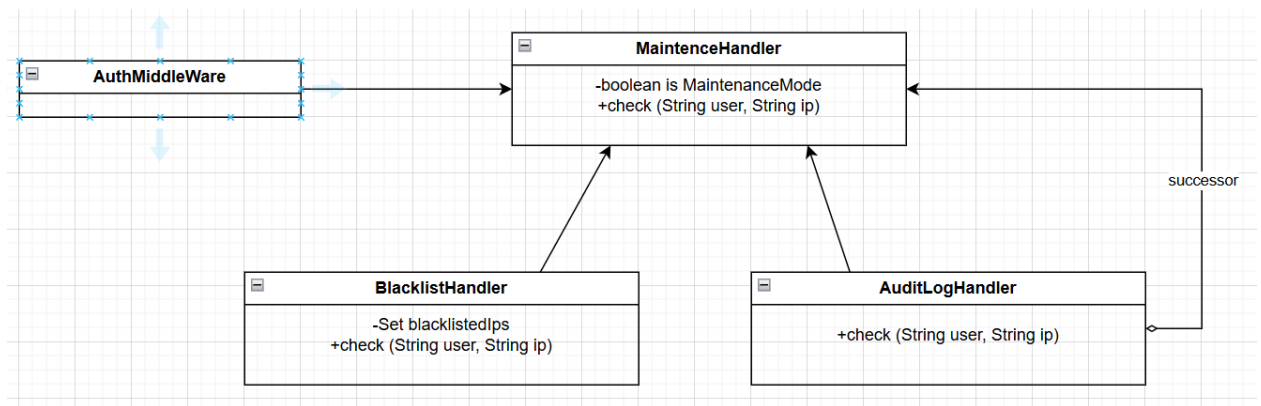 AuthMiddleWare
MaintenceHandler
-boolean is MaintenanceMode
+check (String user, String ip)
successor
BlacklistHandler
-Set blacklistedIps
+check (String user, String ip)
AuditLogHandler
+check (String user, String ip)